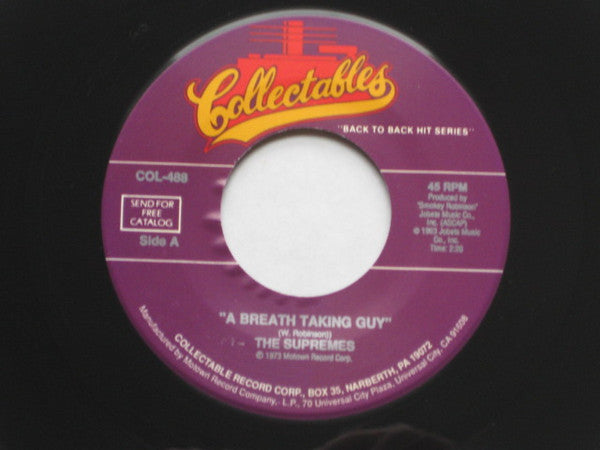 Collectables
"BACK TO BACK HIT SERIES"
COL-488
SEND FOR
FREE
CATALOG
Side A
45 RPM
Produced by
"Smokey Robinson"
Jobete Music Co.,
Inc. (ASCAP)
℗ 1963 Jobete Music
Co., Inc.
Time: 2:20
"A BREATH TAKING GUY"
(W. Robinson))
THE SUPREMES
℗ 1973 Motown Record Corp.
COLLECTABLE RECORD CORP., BOX 35, NARBERTH, PA 19072
Manufactured by Motown Record Company, L.P., 70 Universal City Plaza, Universal City, CA 91608